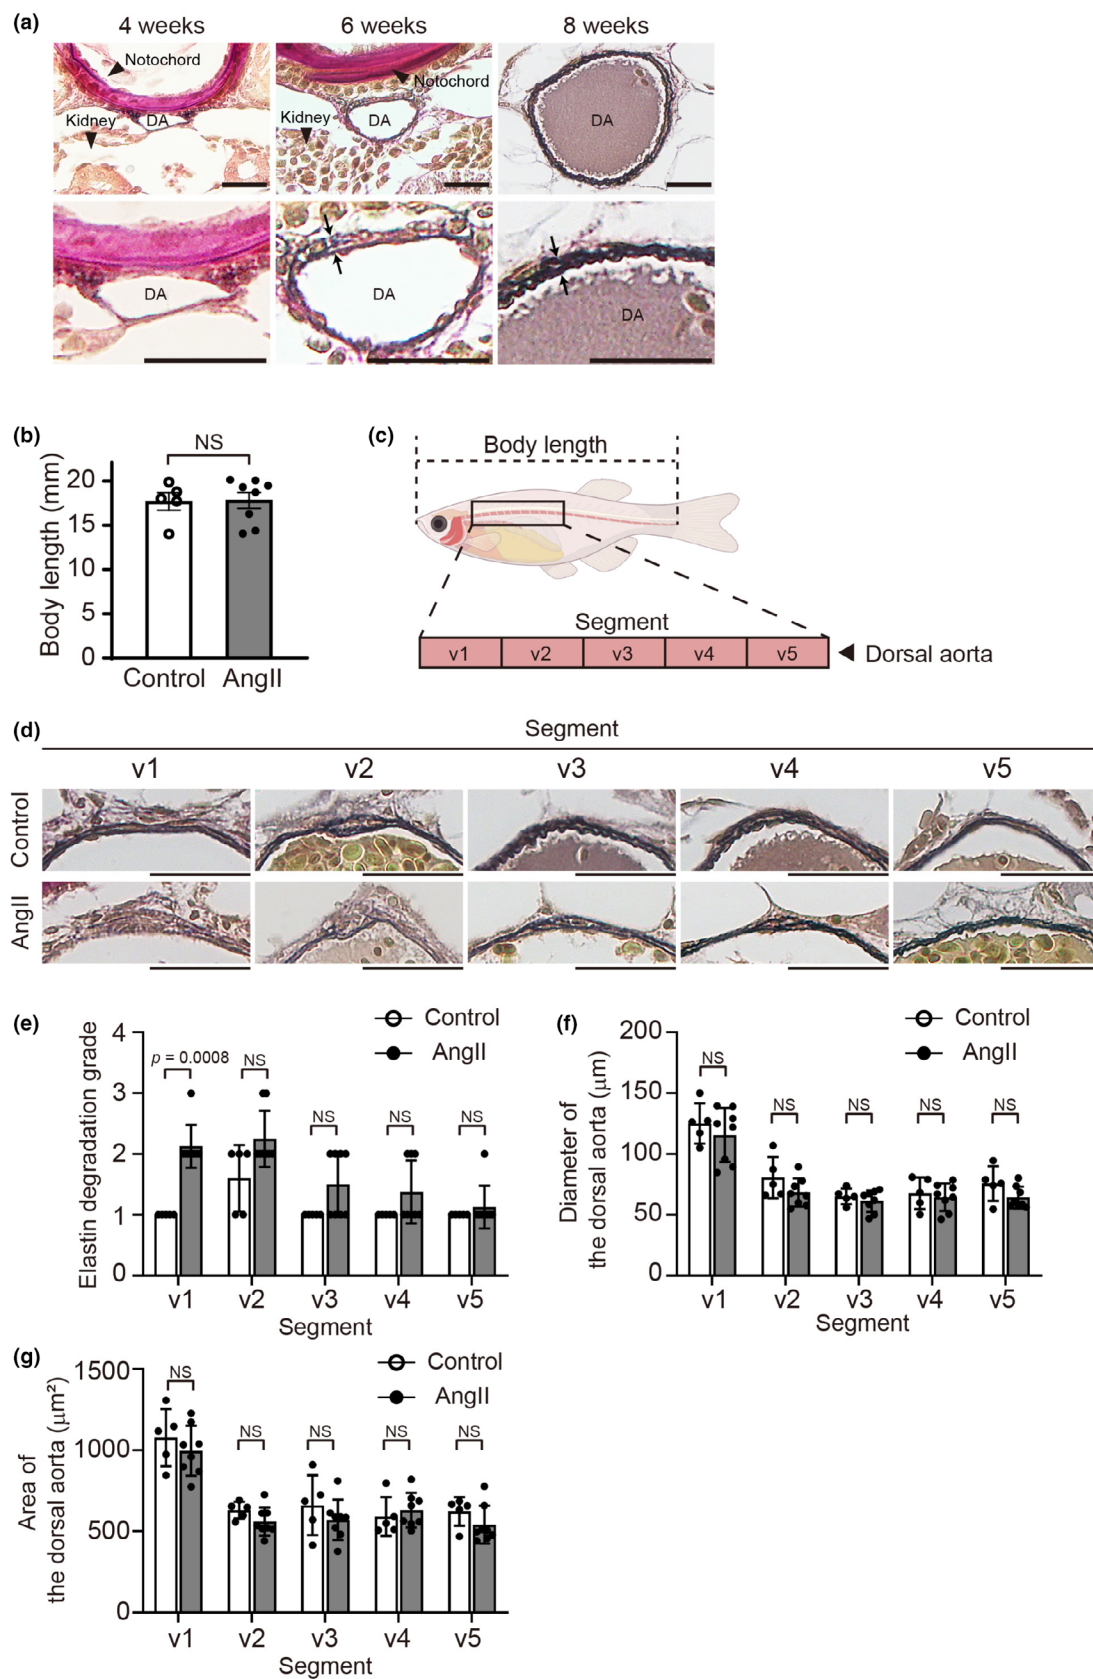 (a)
4 weeks 6 weeks 8 weeks
Notochord
Kidney
DA
Notochord
Kidney
DA
DA
DA
DA
DA
(b)
NS
Body length (mm)
20
15
10
5
0
Control AngII
(c)
Body length
Segment
v1 v2 v3 v4 v5
Dorsal aorta
(d)
Segment
v1 v2 v3 v4 v5
Control
AngII
(e)
Control
AngII
Elastin degradation grade
4
3
2
1
0
p = 0.0008 NS NS NS NS
v1 v2 v3 v4 v5
Segment
(f)
Control
AngII
Diameter of
the dorsal aorta (μm)
200
150
100
50
0
NS NS NS NS NS
v1 v2 v3 v4 v5
Segment
(g)
Control
AngII
Area of
the dorsal aorta (μm²)
1500
1000
500
0
NS NS NS NS NS
v1 v2 v3 v4 v5
Segment